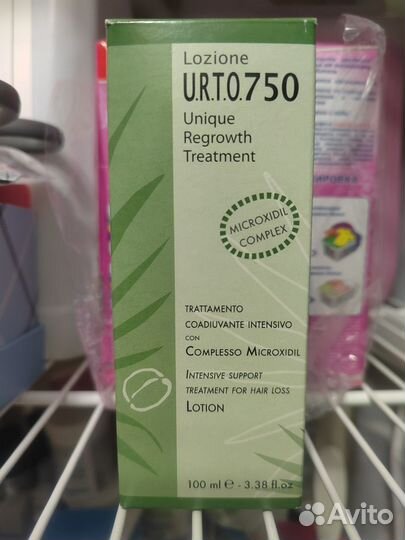 Lozione
U.R.T.O.750
Unique
Regrowth
Treatment
MICROXIDIL
COMPLEX
TRATTAMENTO
COADIUVANTE INTENSIVO
CON
COMPLESSO MICROXIDIL
INTENSIVE SUPPORT
TREATMENT FOR HAIR LOSS
LOTION
100 ml e - 3.38 fl.oz
Avito